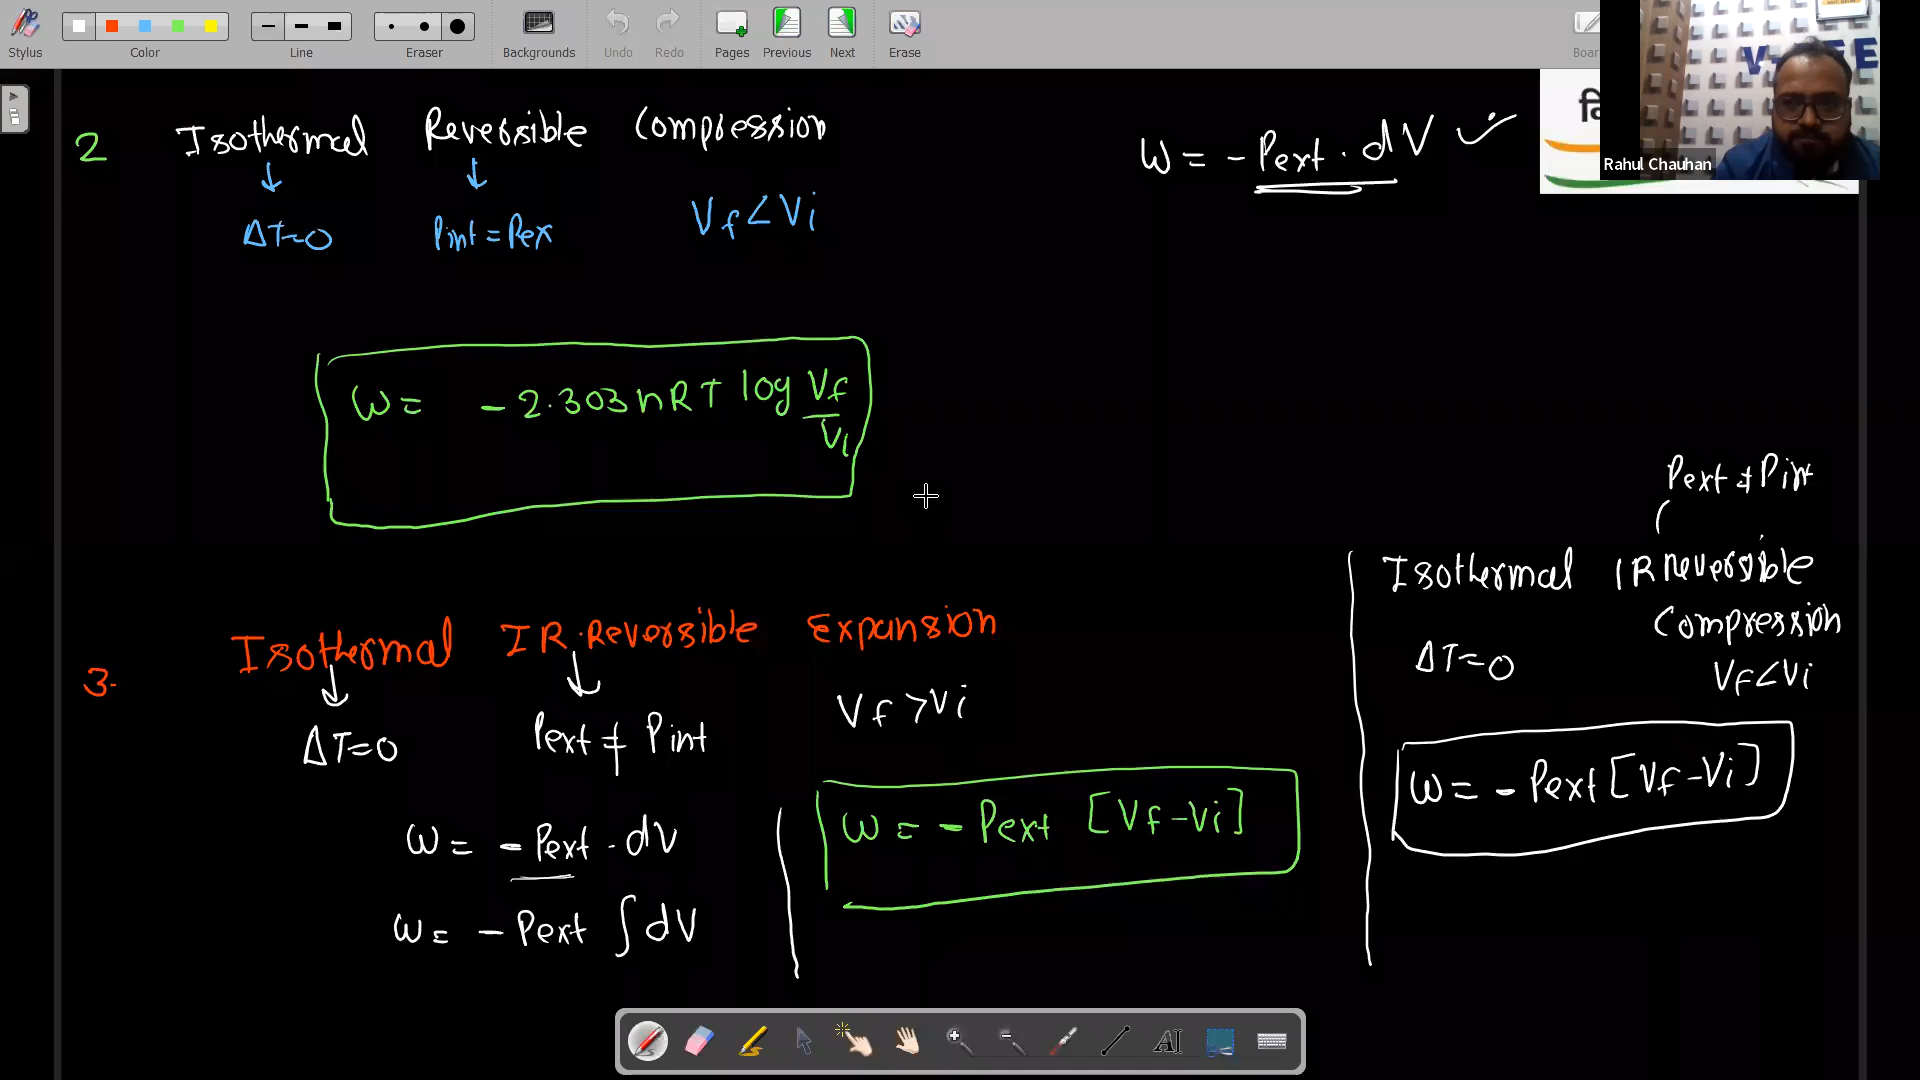 Stylus
Color
Line
Eraser
Backgrounds
Undo
Redo
Pages
Previous
Next
Erase
Rahul Chauhan
2 Isothermal Reversible Compression
W = - Pext . dV
ΔT=0 Pint = Pex Vf < Vi
W = - 2.303 nRT log Vf/Vi
3. Isothermal IR.Reversible Expansion
ΔT=0 Pext ≠ Pint Vf > Vi
W = - Pext . dV
W = - Pext ∫ dV
W = - Pext [Vf - Vi]
Pext ≠ Pint
Isothermal IRreversible
Compression
ΔT=0 Vf < Vi
W = - Pext [Vf - Vi]